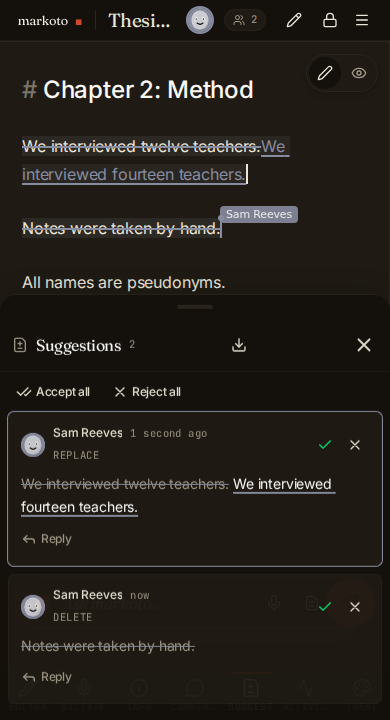 markoto
Thesi...
2
# Chapter 2: Method
We interviewed twelve teachers.We
interviewed fourteen teachers.
Sam Reeves
Notes were taken by hand.
All names are pseudonyms.
Suggestions 2
Accept all Reject all
Sam Reeves 1 second ago
REPLACE
We interviewed twelve teachers. We interviewed
fourteen teachers.
Reply
Sam Reeves now
DELETE
Notes were taken by hand.
Reply